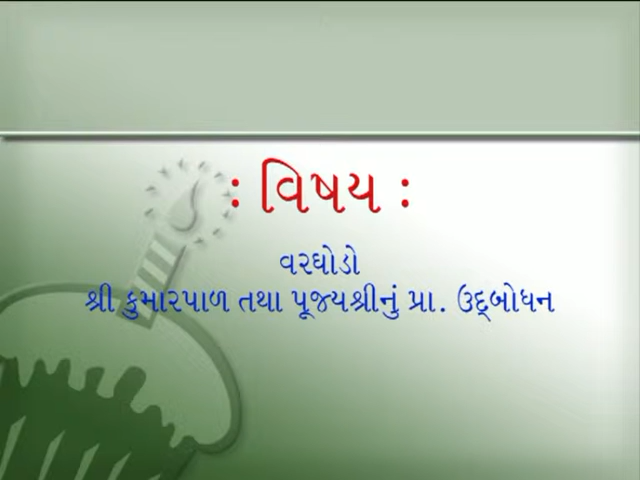 : વિષય :
વરઘોડો
શ્રી કુમારપાળ તથા પૂજ્યશ્રીનું પ્રા. ઉદ્‌બોધન